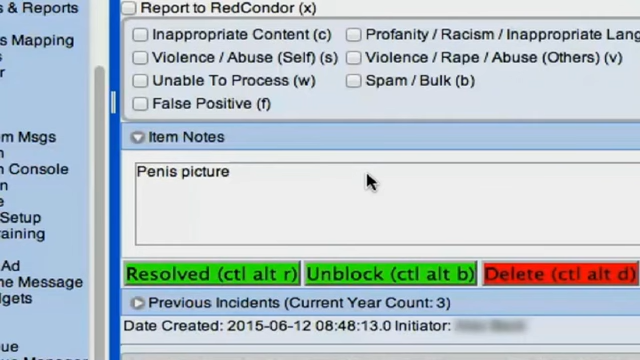 s & Reports
s Mapping
r
m Msgs
n
n Console
n
e
Setup
raining
Ad
ne Message
dgets
ue
Report to RedCondor (x)
Inappropriate Content (c)
Profanity / Racism / Inappropriate Lang
Violence / Abuse (Self) (s)
Violence / Rape / Abuse (Others) (v)
Unable To Process (w)
Spam / Bulk (b)
False Positive (f)
Item Notes
Penis picture
Resolved (ctl alt r)
Unblock (ctl alt b)
Delete (ctl alt d)
Previous Incidents (Current Year Count: 3)
Date Created: 2015-06-12 08:48:13.0 Initiator: